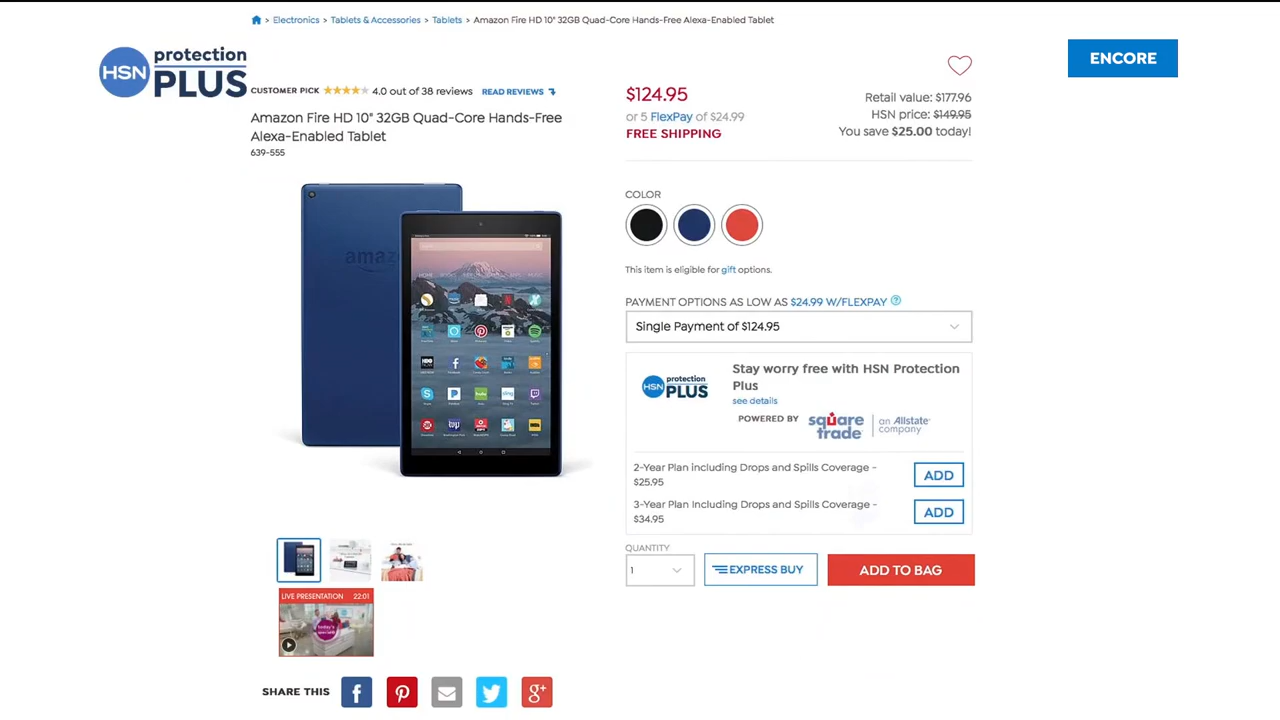 > Electronics > Tablets & Accessories > Tablets > Amazon Fire HD 10" 32GB Quad-Core Hands-Free Alexa-Enabled Tablet
HSN protection PLUS
ENCORE
CUSTOMER PICK 4.0 out of 38 reviews READ REVIEWS
Amazon Fire HD 10" 32GB Quad-Core Hands-Free
Alexa-Enabled Tablet
639-555
$124.95
or 5 FlexPay of $24.99
FREE SHIPPING
Retail value: $177.96
HSN price: $149.95
You save $25.00 today!
COLOR
This item is eligible for gift options.
PAYMENT OPTIONS AS LOW AS $24.99 W/FLEXPAY ?
Single Payment of $124.95
HSN protection PLUS
Stay worry free with HSN Protection
Plus
see details
POWERED BY square trade | an Allstate company
2-Year Plan including Drops and Spills Coverage -
$25.95
ADD
3-Year Plan Including Drops and Spills Coverage -
$34.95
ADD
QUANTITY
1
EXPRESS BUY
ADD TO BAG
LIVE PRESENTATION 22:01
today's special
SHARE THIS